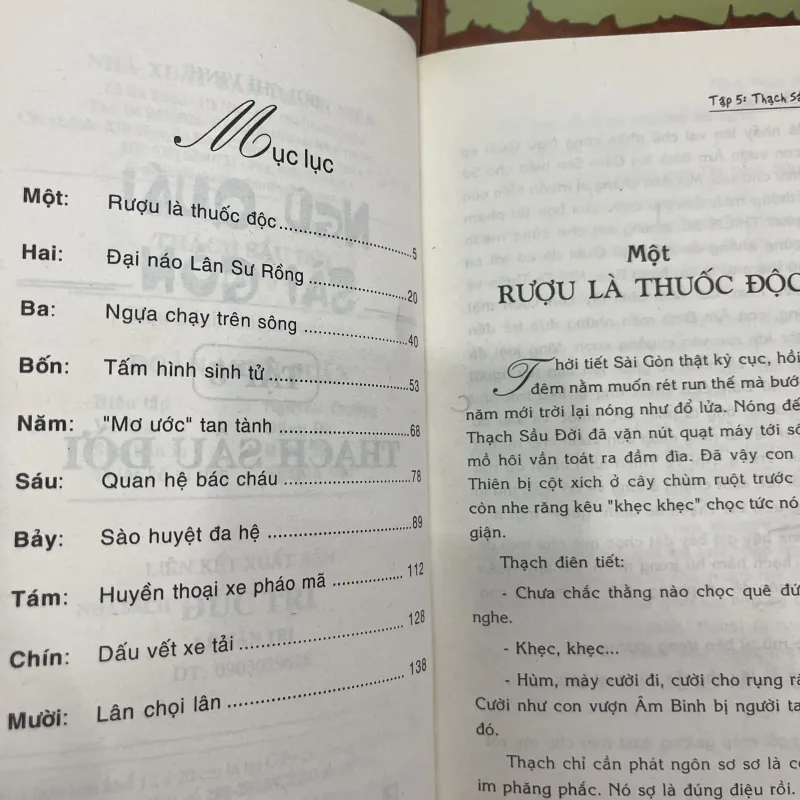 Mục lục
Một: Rượu là thuốc độc 5
Hai: Đại náo Lân Sư Rồng 20
Ba: Ngựa chạy trên sông 40
Bốn: Tấm hình sinh tử 53
Năm: "Mơ ước" tan tành 68
Sáu: Quan hệ bác cháu 78
Bảy: Sào huyệt đa hệ 89
Tám: Huyền thoại xe pháo mã 112
Chín: Dấu vết xe tải 128
Mười: Lân chọi lân 138
Tập 5: Thạch
Một
RƯỢU LÀ THUỐC ĐỘC
Thời tiết Sài Gòn thật kỳ cục, hồi
đêm nằm muốn rét run thế mà bướ
năm mới trời lại nóng như đổ lửa. Nóng đế
Thạch Sầu Đời đã vặn nút quạt máy tới số
mồ hôi vẫn toát ra đầm đìa. Đã vậy con
Thiên bị cột xích ở cây chùm ruột trước
còn nhe răng kêu "khẹc khẹc" chọc tức nó
giận.
Thạch điên tiết:
- Chưa chắc thằng nào chọc quê đứ
nghe.
- Khẹc, khẹc...
- Hùm, mày cười đi, cười cho rụng ră
Cười như con vượn Âm Binh bị người ta
đó.
Thạch chỉ cần phát ngôn sơ sơ là co
im phăng phắc. Nó sợ là đúng điệu rồi.